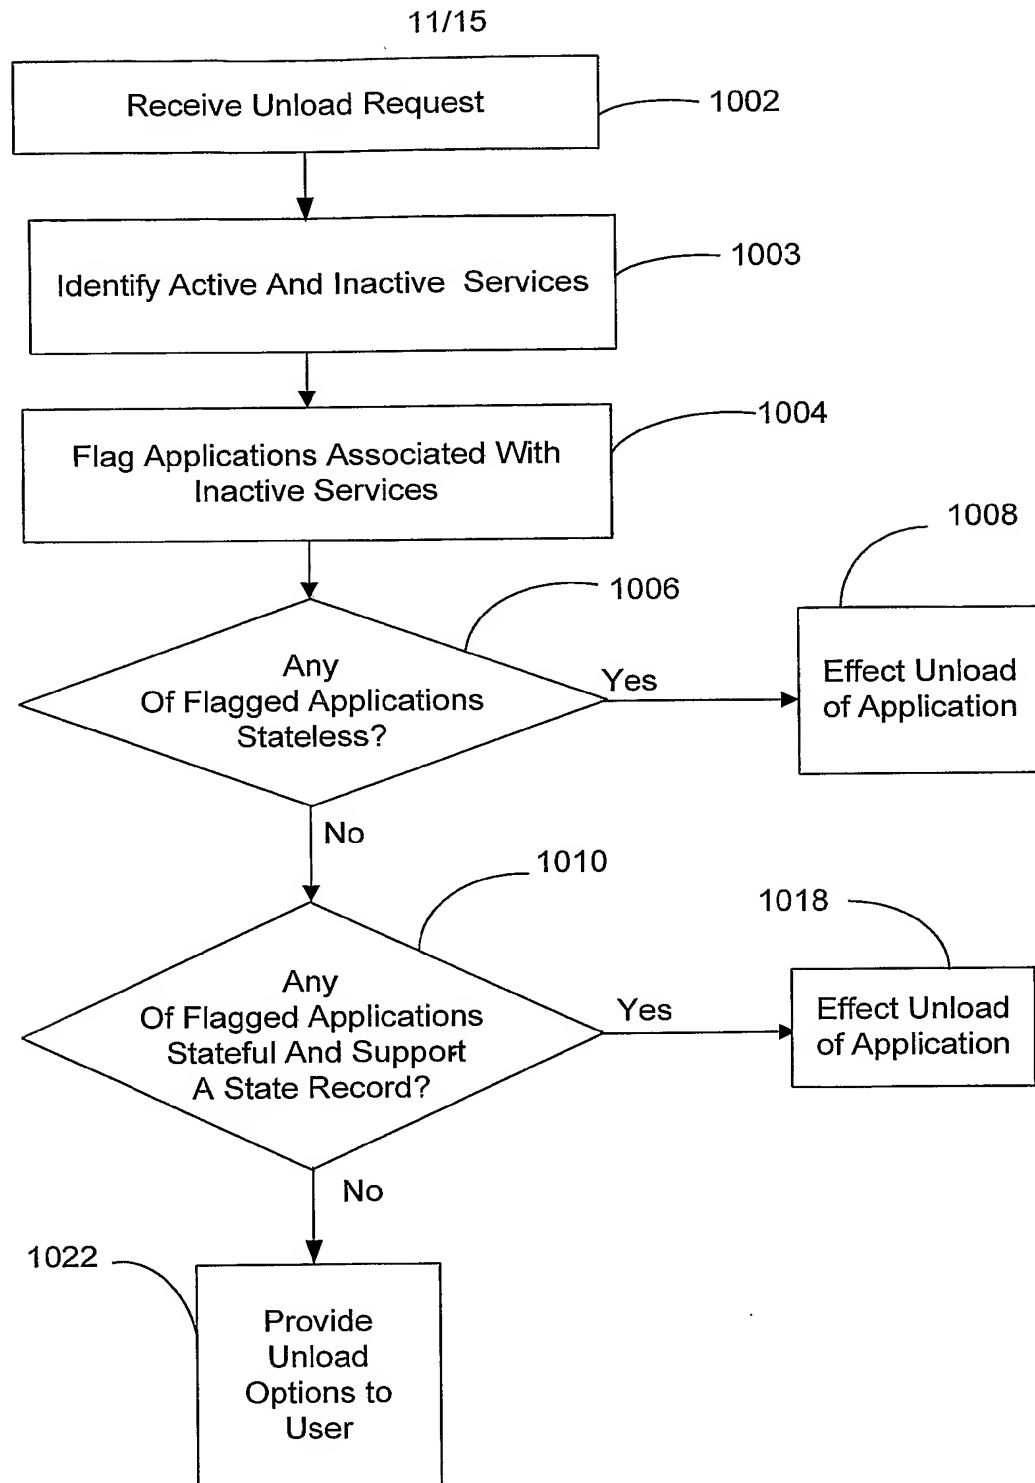 11/15
Receive Unload Request
1002
Identify Active And Inactive Services
1003
Flag Applications Associated With
Inactive Services
1004
Any
Of Flagged Applications
Stateless?
1006
Yes
Effect Unload
of Application
1008
No
Any
Of Flagged Applications
Stateful And Support
A State Record?
1010
Yes
Effect Unload
of Application
1018
No
Provide
Unload
Options to
User
1022